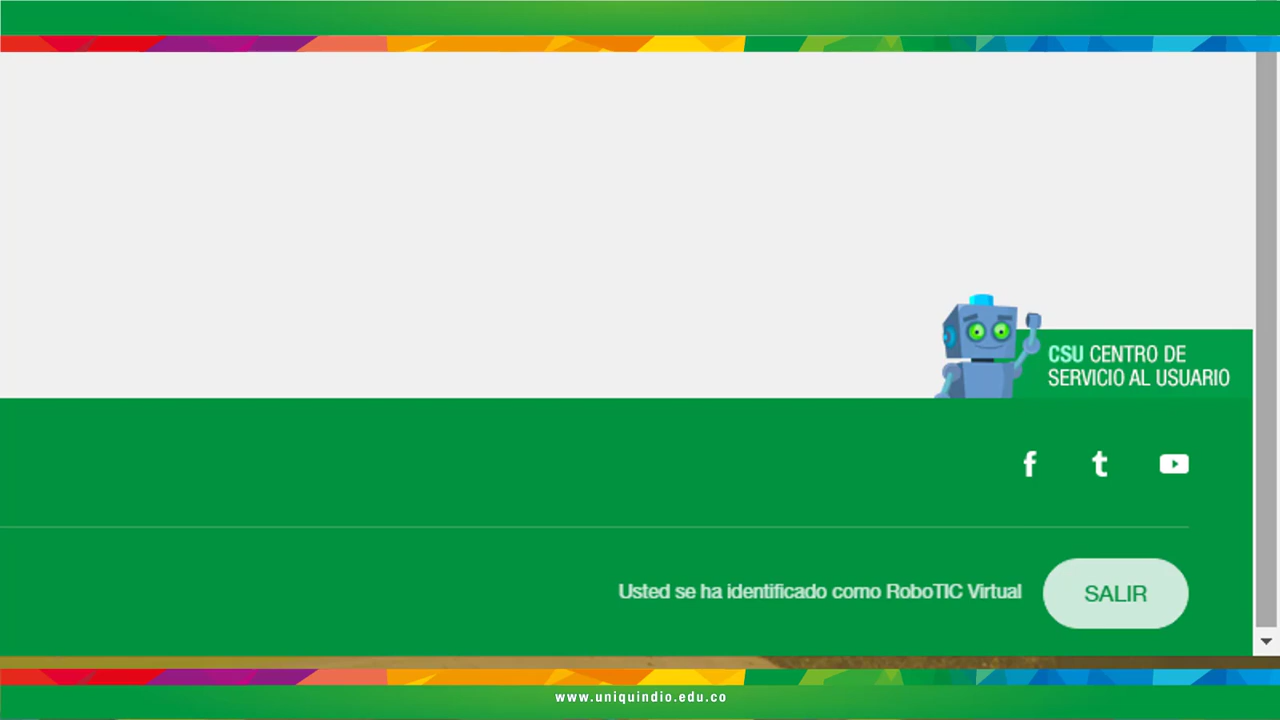 CSU CENTRO DE
SERVICIO AL USUARIO
Usted se ha identificado como RoboTIC Virtual
SALIR
www.uniquindio.edu.co